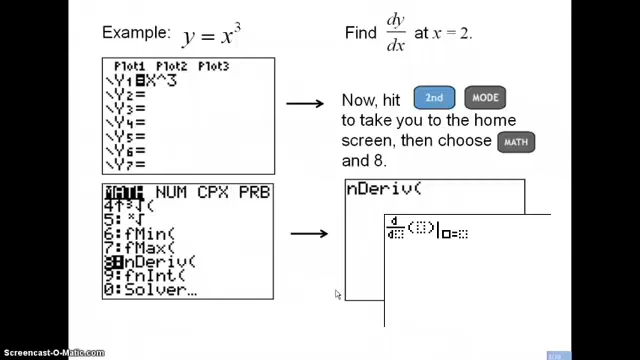 Example: y = x³
Find dy/dx at x = 2.
Plot1 Plot2 Plot3
\Y1=X^3
\Y2=
\Y3=
\Y4=
\Y5=
\Y6=
\Y7=
Now, hit 2nd MODE
to take you to the home
screen, then choose MATH
and 8.
MATH NUM CPX PRB
4↑³√(
5:ˣ√
6:fMin(
7:fMax(
8:nDeriv(
9:fnInt(
0:Solver…
nDeriv(
d/d□(□)|□=□
Screencast-O-Matic.com